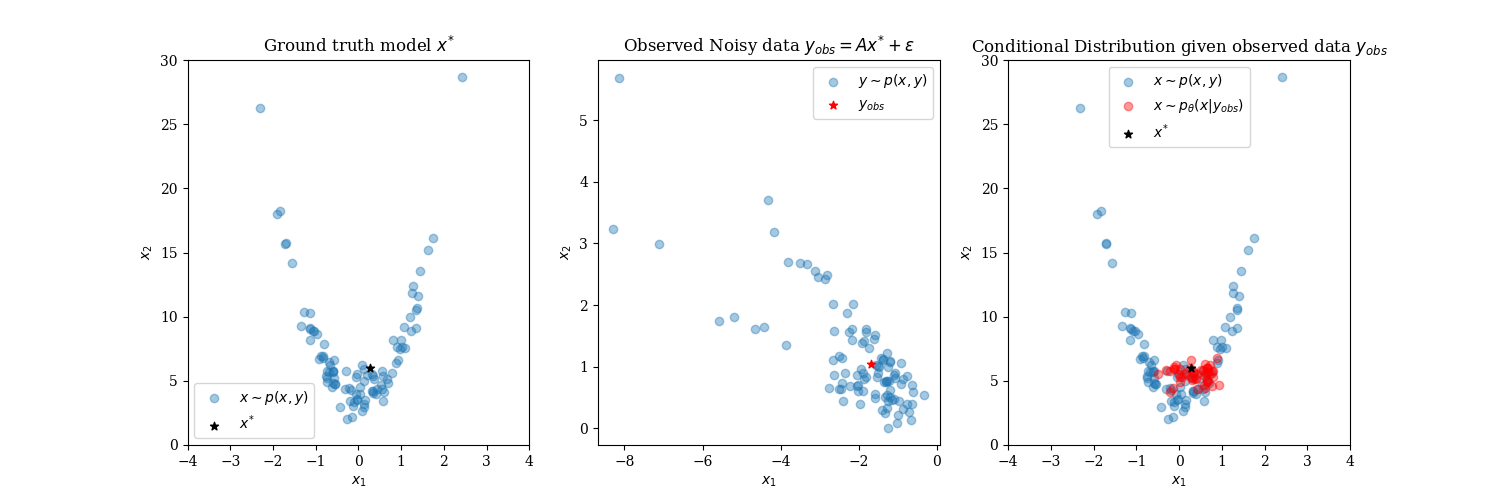 Ground truth model x*
30
25
20
15
10
5
0
x₂
x ~ p(x, y)
x*
−4 −3 −2 −1 0 1 2 3 4
x₁
Observed Noisy data y_obs = Ax* + ε
5
4
3
2
1
0
x₂
y ~ p(x, y)
y_obs
−8 −6 −4 −2 0
x₁
Conditional Distribution given observed data y_obs
30
25
20
15
10
5
0
x₂
x ~ p(x, y)
x ~ p_θ(x|y_obs)
x*
−4 −3 −2 −1 0 1 2 3 4
x₁